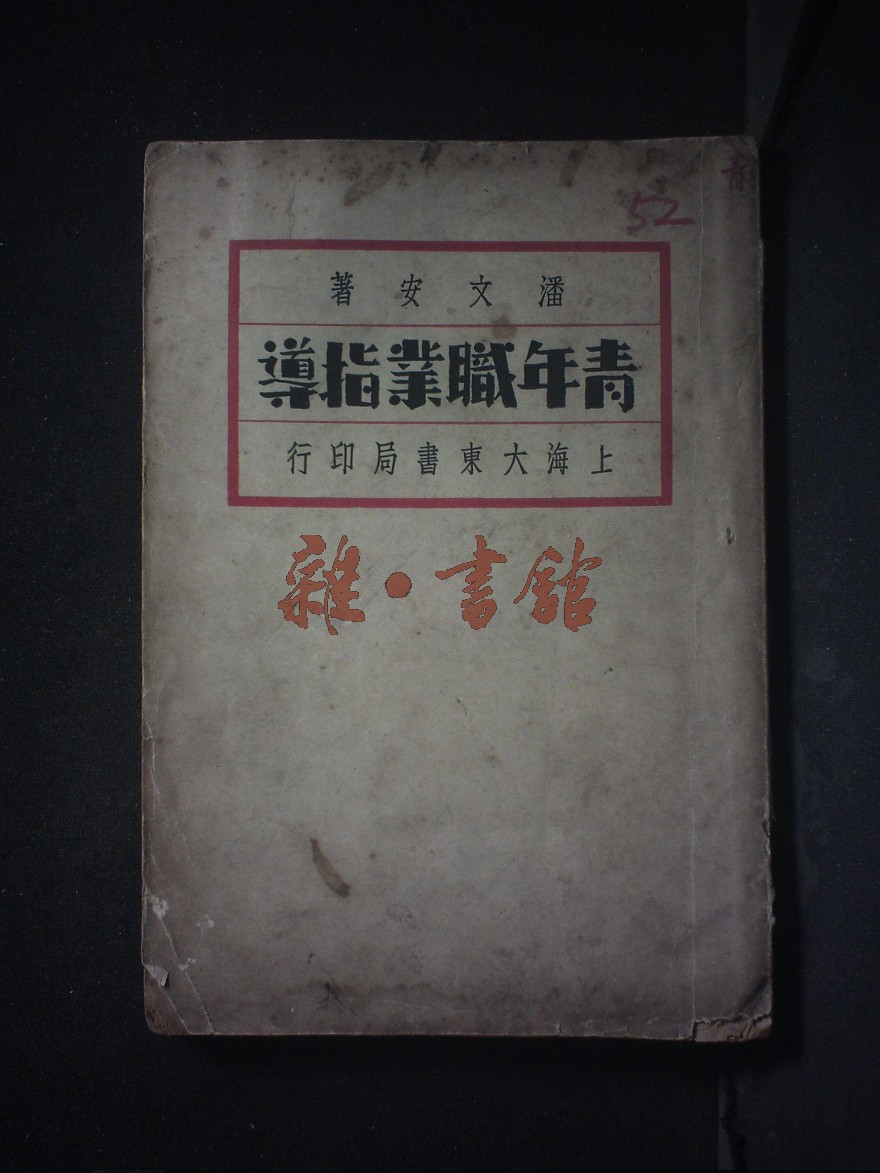 青
52
潘文安著
青年職業指導
上海大東書局印行
雜·書館